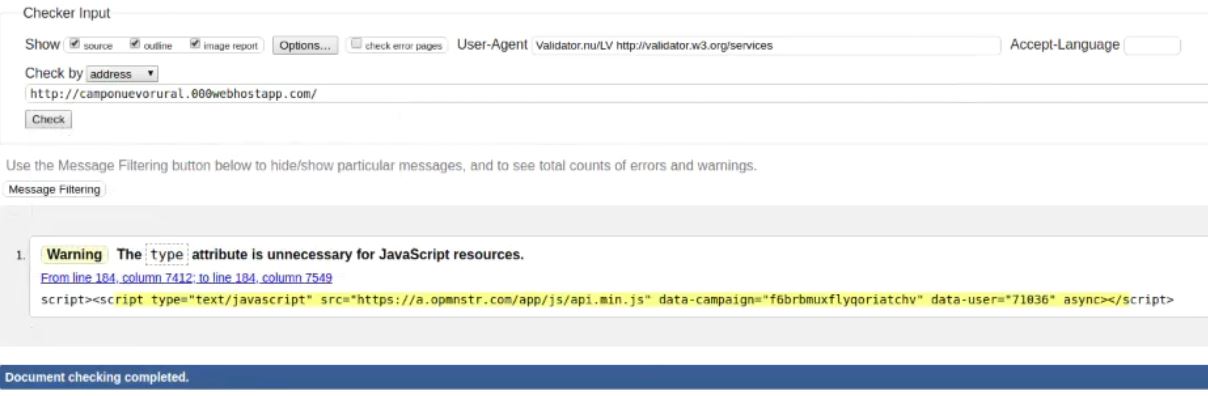 Checker Input
Show source outline image report Options... check error pages User-Agent Validator.nu/LV http://validator.w3.org/services Accept-Language
Check by address
http://camponuevorural.000webhostapp.com/
Check
Use the Message Filtering button below to hide/show particular messages, and to see total counts of errors and warnings.
Message Filtering
1. Warning The type attribute is unnecessary for JavaScript resources.
From line 184, column 7412; to line 184, column 7549
script><script type="text/javascript" src="https://a.opmnstr.com/app/js/api.min.js" data-campaign="f6brbmuxflyqoriatchv" data-user="71036" async></script>
Document checking completed.